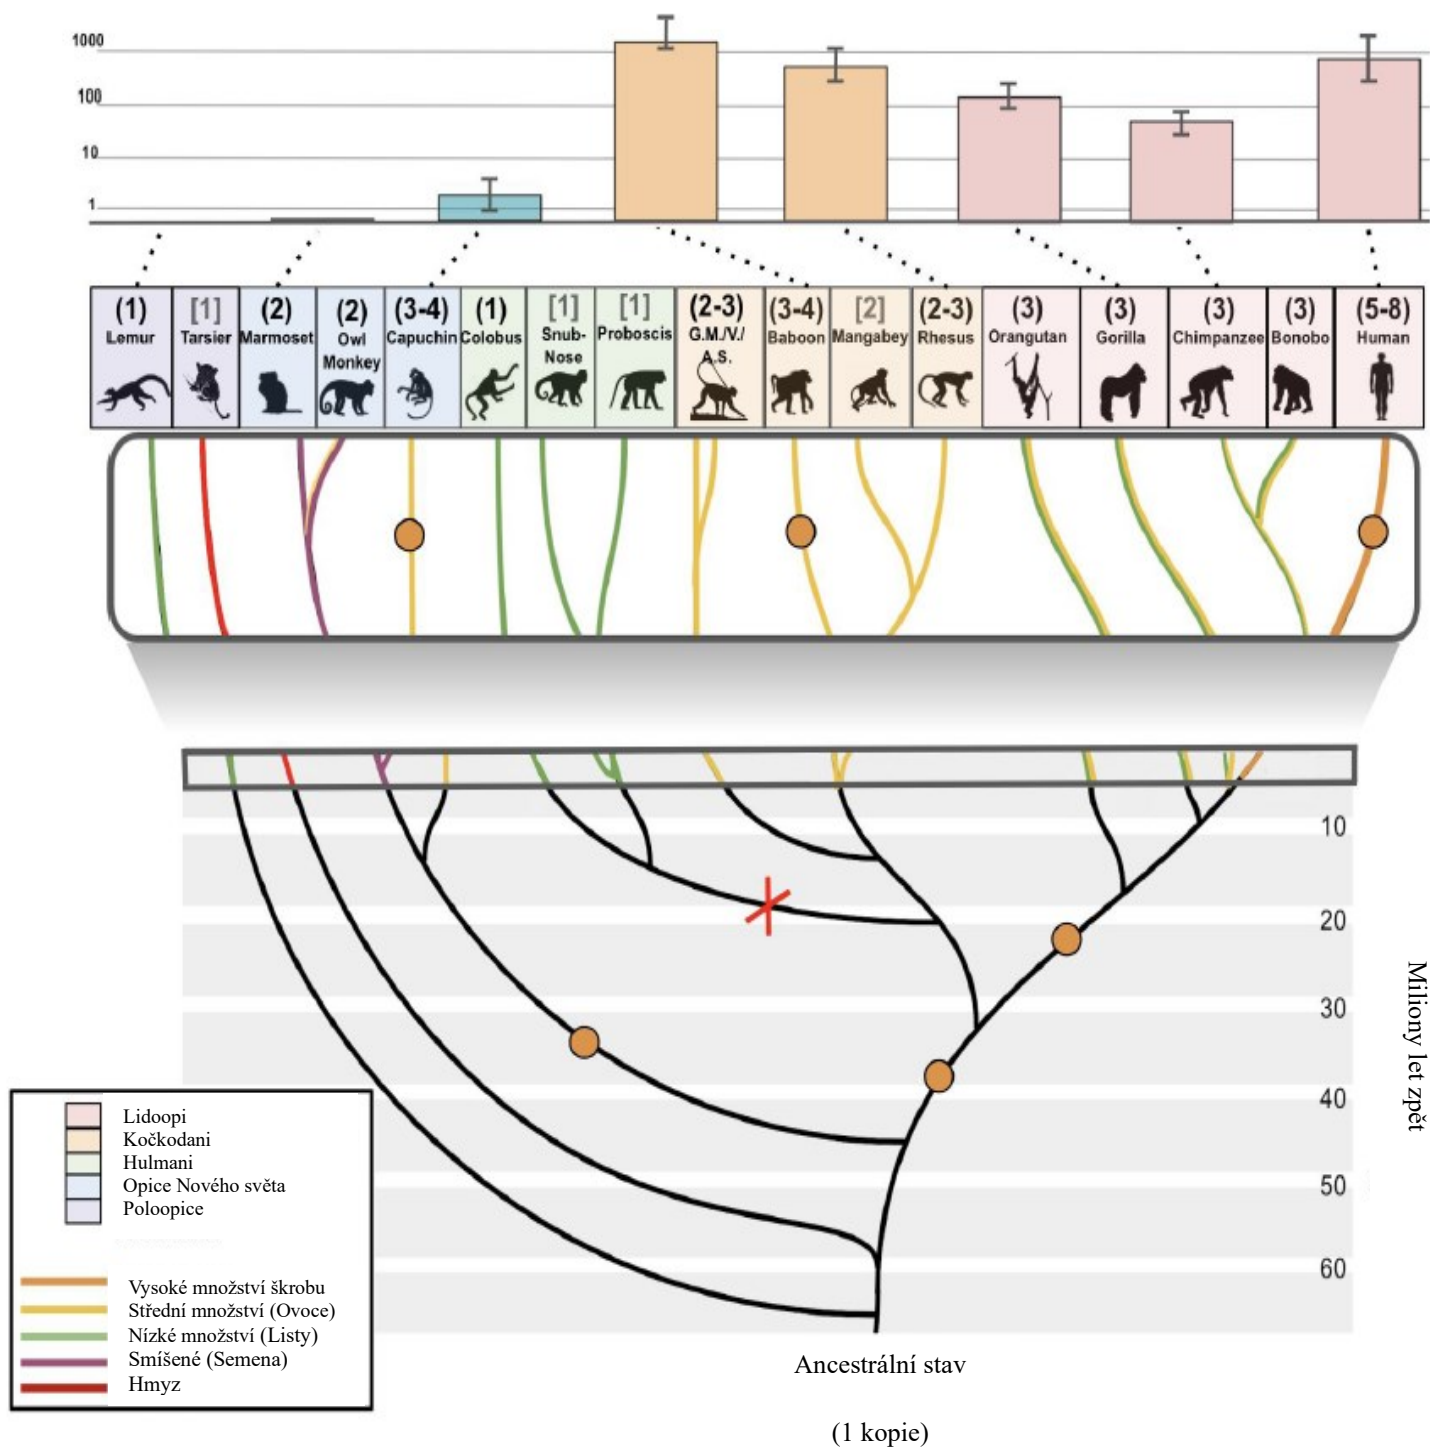 1000
100
10
1
(1) [1] (2) (2) (3-4) (1) [1] [1] (2-3) (3-4) [2] (2-3) (3) (3) (3) (3) (5-8)
Lemur Tarsier Marmoset Owl Monkey Capuchin Colobus Snub-Nose Proboscis G.M./V./A.S. Baboon Mangabey Rhesus Orangutan Gorilla Chimpanzee Bonobo Human
10
20
30
40
50
60
Miliony let zpět
Lidoopi
Kočkodani
Hulmani
Opice Nového světa
Poloopice
Vysoké množství škrobu
Střední množství (Ovoce)
Nízké množství (Listy)
Smíšené (Semena)
Hmyz
Ancestrální stav
(1 kopie)